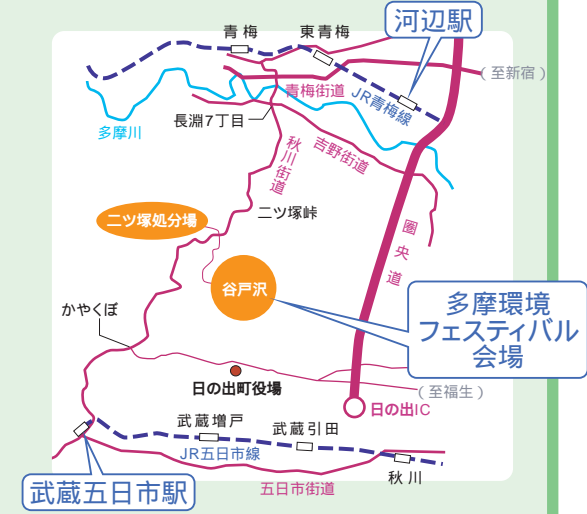 河辺駅
青梅
東青梅
(至新宿)
青梅街道
JR青梅線
多摩川
長淵7丁目
秋川街道
吉野街道
二ツ塚峠
二ツ塚処分場
圏央道
谷戸沢
多摩環境
フェスティバル
会場
かやくぼ
日の出町役場
(至福生)
日の出IC
武蔵増戸
武蔵引田
JR五日市線
秋川
武蔵五日市駅
五日市街道